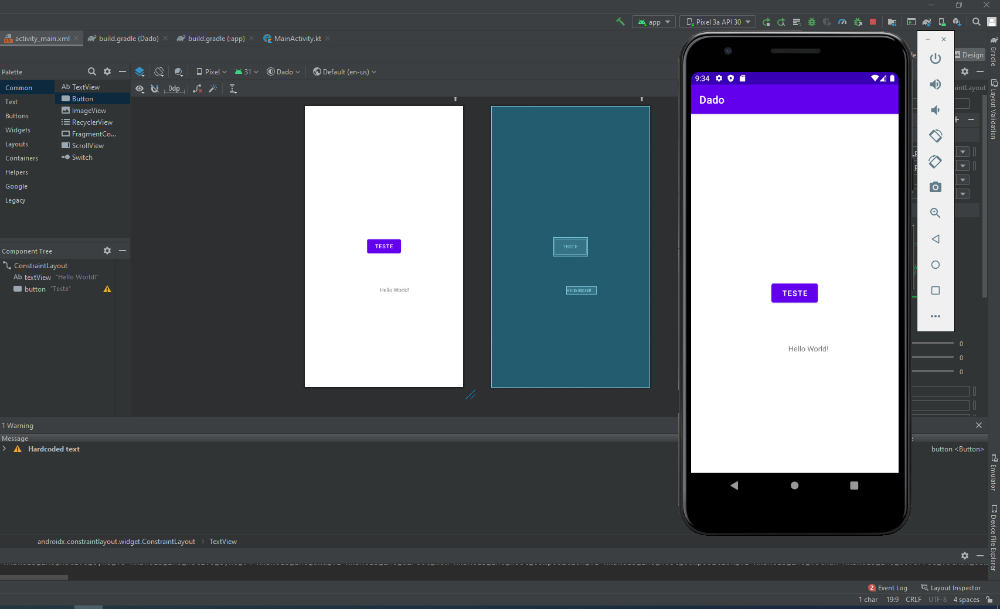 app
Pixel 3a API 30
activity_main.xml
build.gradle (Dado)
build.gradle (:app)
MainActivity.kt
Design
Gradle
Layout Validation
Palette
Pixel
31
Dado
Default (en-us)
Common
Text
Buttons
Widgets
Layouts
Containers
Helpers
Google
Legacy
Ab TextView
Button
ImageView
RecyclerView
FragmentCo...
ScrollView
Switch
0dp
Component Tree
ConstraintLayout
Ab textView "Hello World!"
button "Teste"
TESTE
Hello World!
TESTE
Hello World!
9:34
Dado
TESTE
Hello World!
0
0
0
1 Warning
Message
Hardcoded text
button <Button>
Emulator
Device File Explorer
androidx.constraintlayout.widget.ConstraintLayout
TextView
2 Event Log
Layout Inspector
1 char
19:9
CRLF
UTF-8
4 spaces